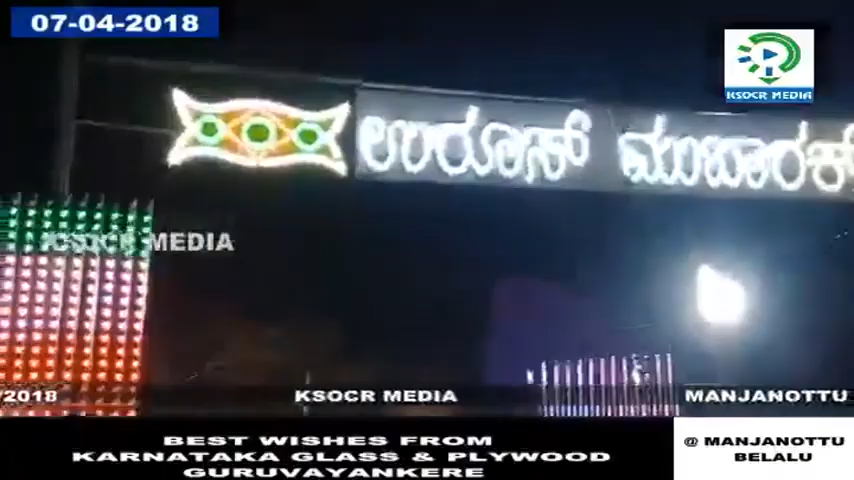 07-04-2018
KSOCR MEDIA
ಉರೂಸ್ ಮುಬಾರಕ್
KSOCR MEDIA
/2018 KSOCR MEDIA MANJANOTTU
BEST WISHES FROM
KARNATAKA GLASS & PLYWOOD
GURUVAYANKERE
@ MANJANOTTU
BELALU